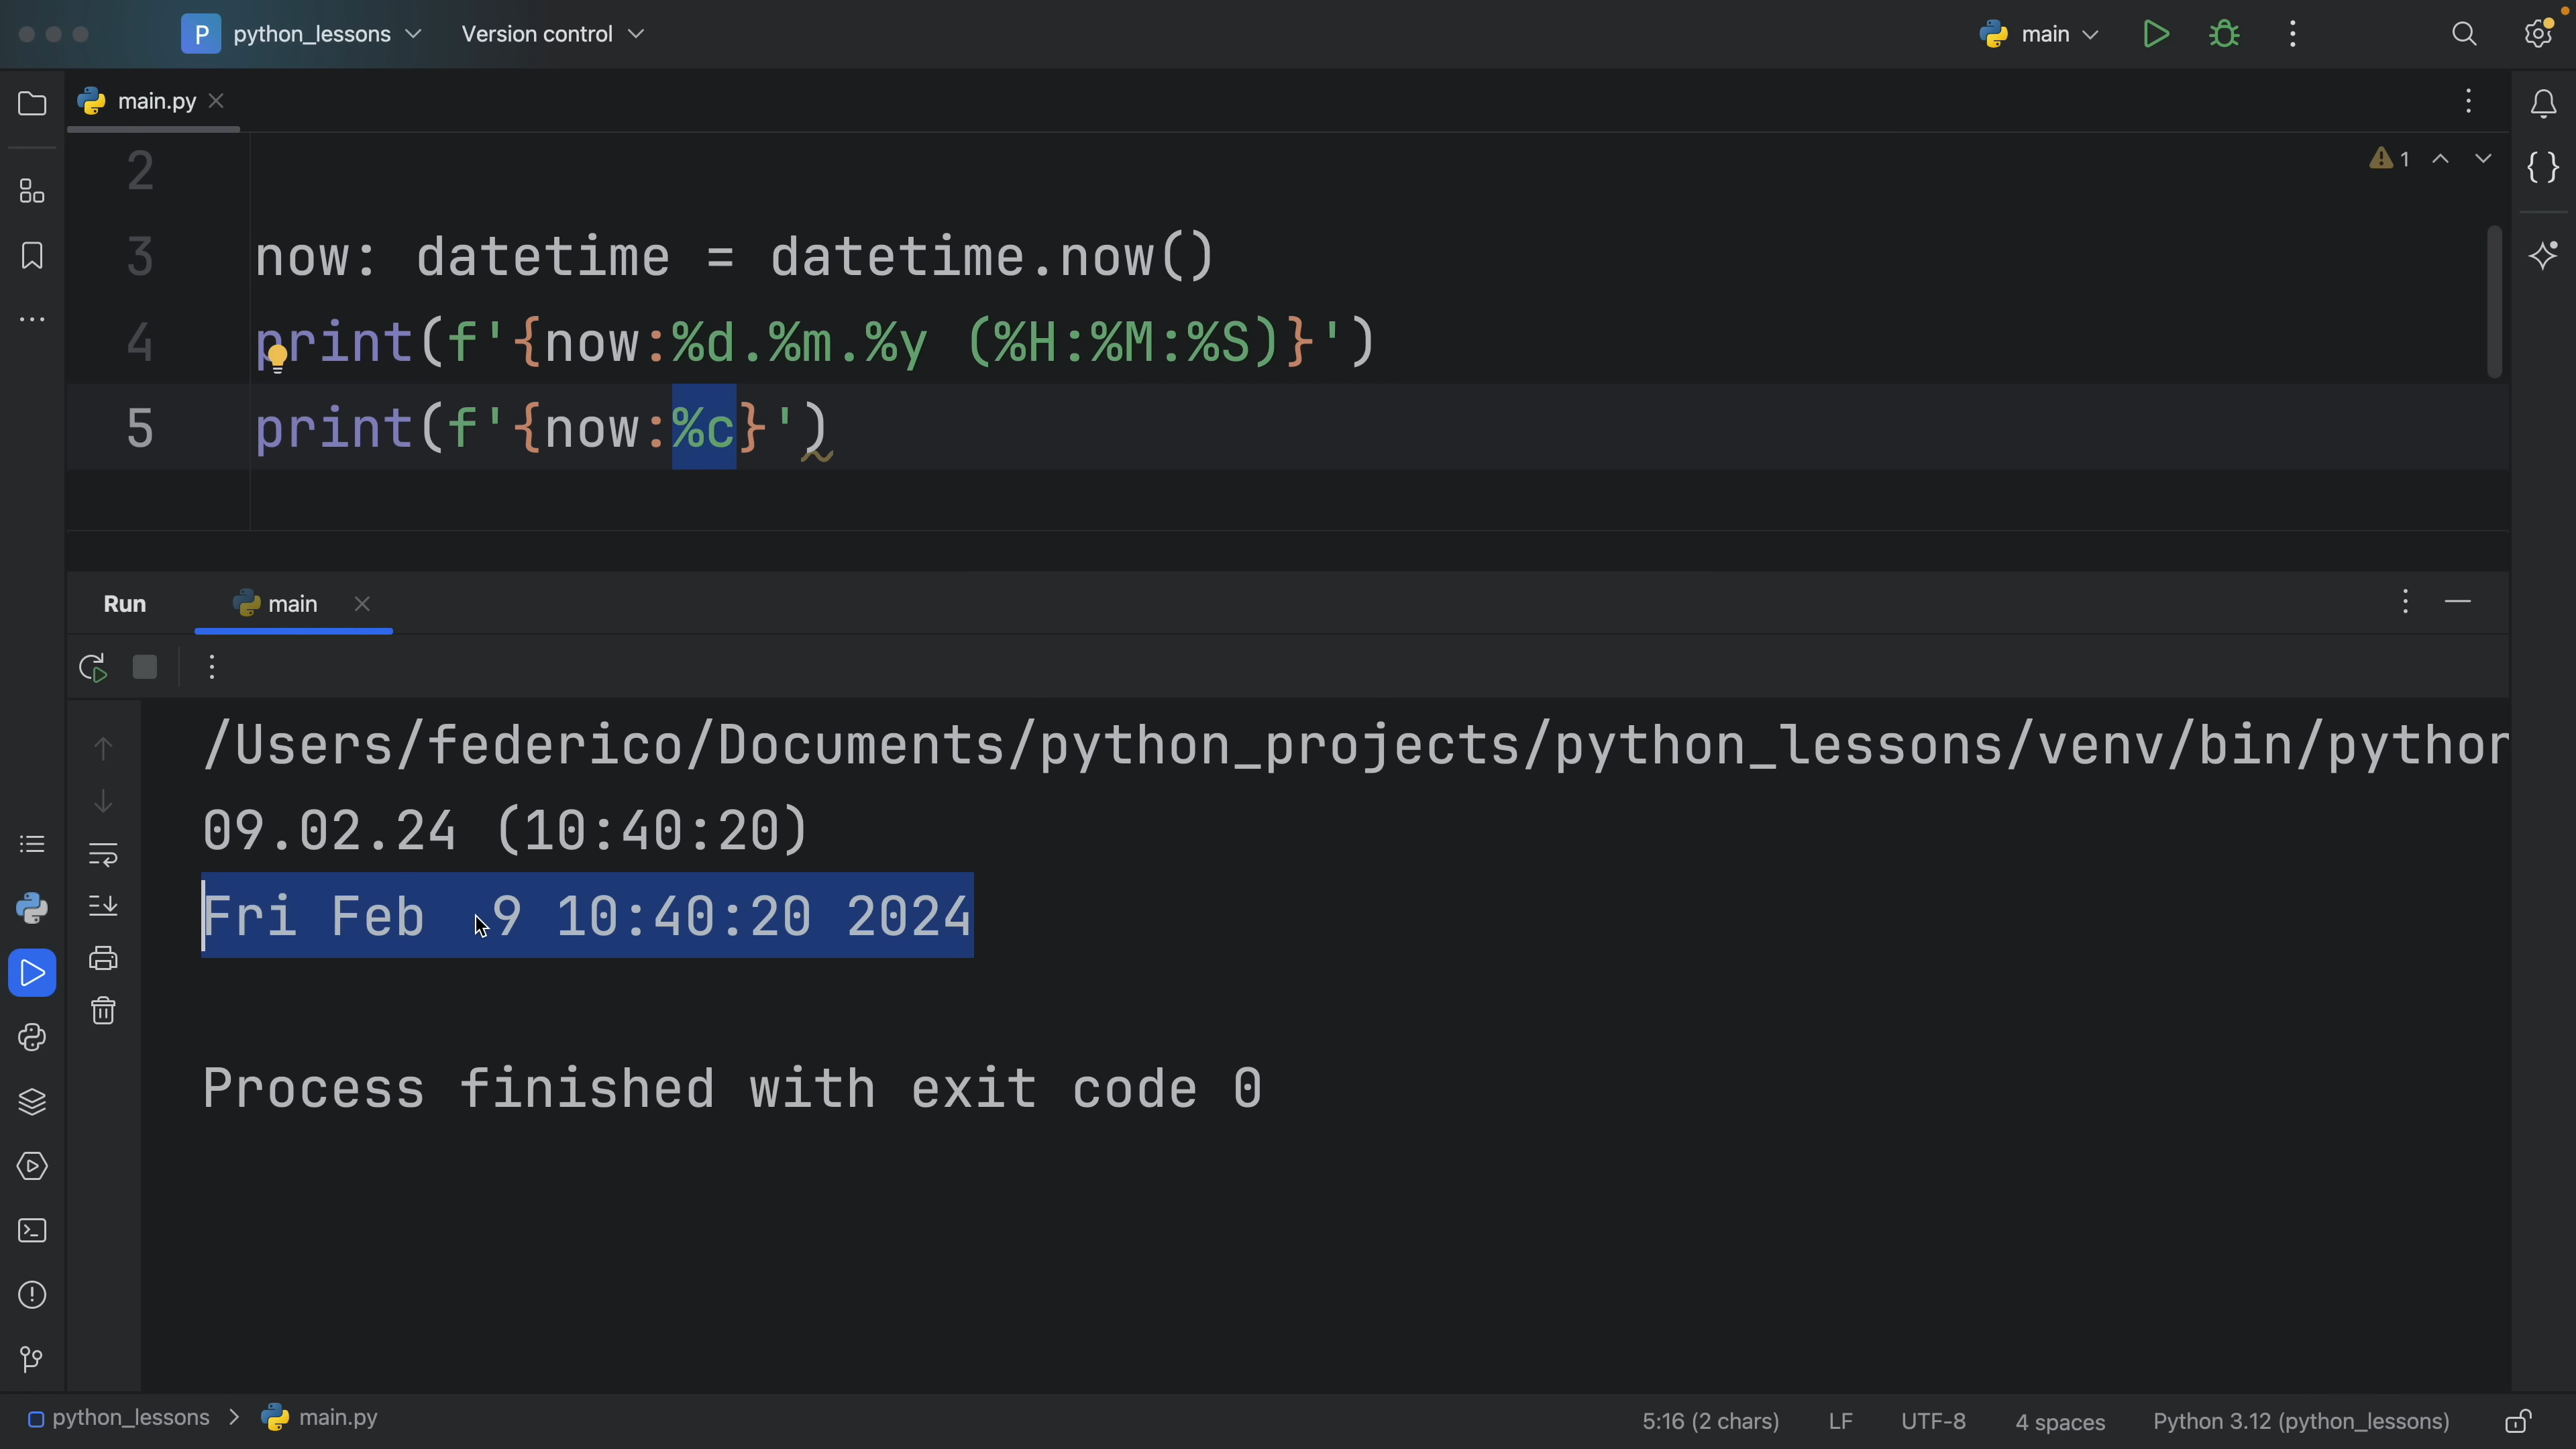 P python_lessons Version control main
main.py
1
2
3 now: datetime = datetime.now()
4 print(f'{now:%d.%m.%y (%H:%M:%S)}')
5 print(f'{now:%c}')
Run main
/Users/federico/Documents/python_projects/python_lessons/venv/bin/python
09.02.24 (10:40:20)
Fri Feb  9 10:40:20 2024
Process finished with exit code 0
python_lessons > main.py 5:16 (2 chars) LF UTF-8 4 spaces Python 3.12 (python_lessons)